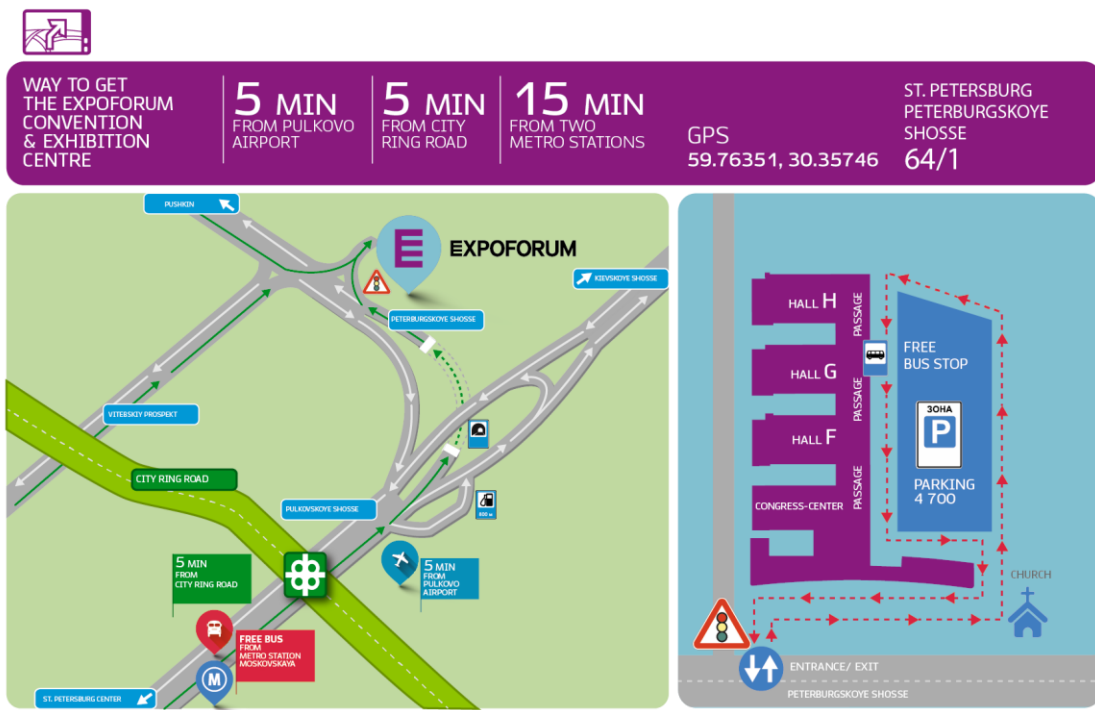 WAY TO GET
THE EXPOFORUM
CONVENTION
& EXHIBITION
CENTRE
5 MIN
FROM PULKOVO
AIRPORT
5 MIN
FROM CITY
RING ROAD
15 MIN
FROM TWO
METRO STATIONS
GPS
59.76351, 30.35746
ST. PETERSBURG
PETERBURGSKOYE
SHOSSE
64/1
PUSHKIN
E EXPOFORUM
KIEVSKOYE SHOSSE
PETERBURGSKOYE SHOSSE
VITEBSKIY PROSPEKT
CITY RING ROAD
PULKOVSKOYE SHOSSE
800 м
5 MIN
FROM
CITY RING ROAD
5 MIN
FROM
PULKOVO
AIRPORT
FREE BUS
FROM
METRO STATION
MOSKOVSKAYA
M
ST. PETERSBURG CENTER
HALL H
PASSAGE
HALL G
PASSAGE
HALL F
PASSAGE
CONGRESS-CENTER
FREE
BUS STOP
ЗОНА
P
PARKING
4 700
CHURCH
ENTRANCE/ EXIT
PETERBURGSKOYE SHOSSE